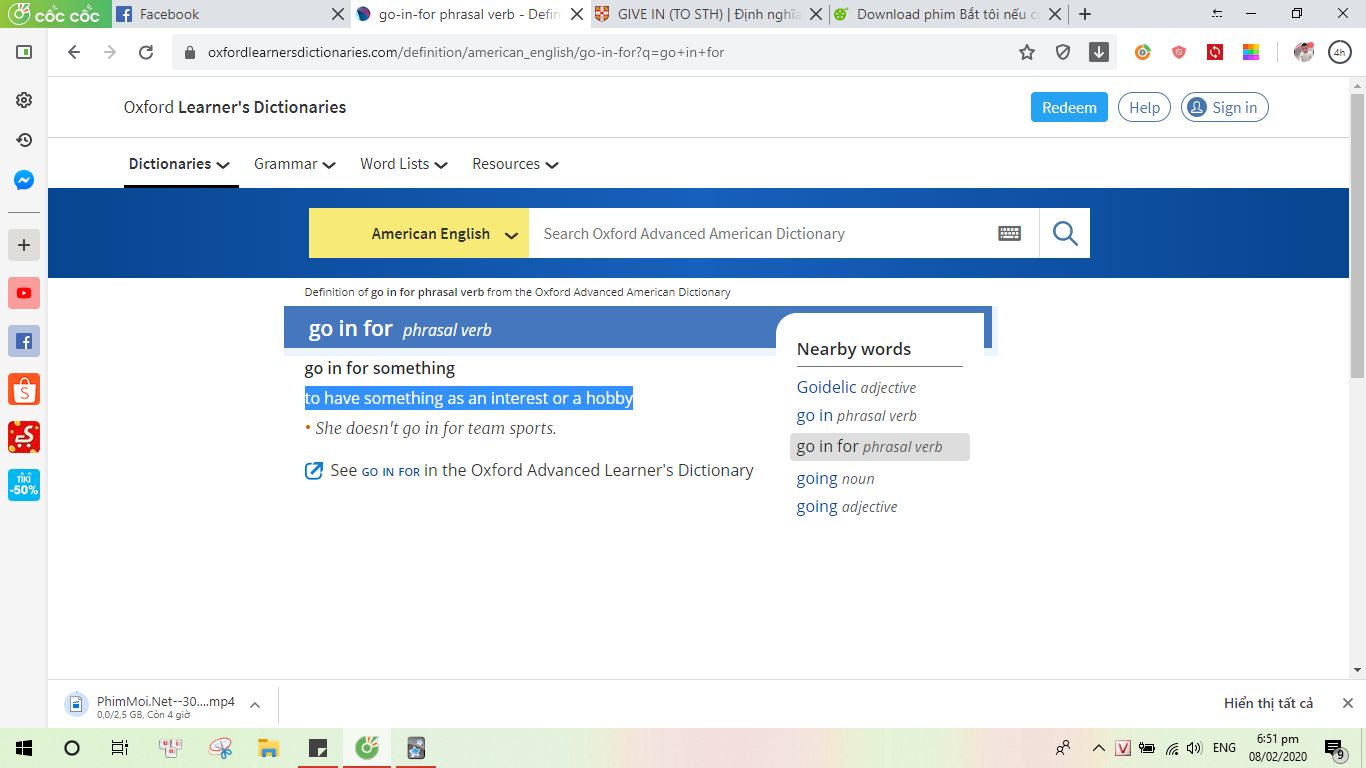 cốc cốc
Facebook
go-in-for phrasal verb - Defin
GIVE IN (TO STH) | Định nghĩa
Download phim Bắt tôi nếu có
oxfordlearnersdictionaries.com/definition/american_english/go-in-for?q=go+in+for
4h
Oxford Learner's Dictionaries
Redeem
Help
Sign in
Dictionaries
Grammar
Word Lists
Resources
American English
Search Oxford Advanced American Dictionary
Definition of go in for phrasal verb from the Oxford Advanced American Dictionary
go in for phrasal verb
go in for something
to have something as an interest or a hobby
• She doesn't go in for team sports.
See GO IN FOR in the Oxford Advanced Learner's Dictionary
Nearby words
Goidelic adjective
go in phrasal verb
go in for phrasal verb
going noun
going adjective
TIKI
-50%
PhimMoi.Net--30....mp4
0,0/2,5 GB, Còn 4 giờ
Hiển thị tất cả
ENG
6:51 pm
08/02/2020
9